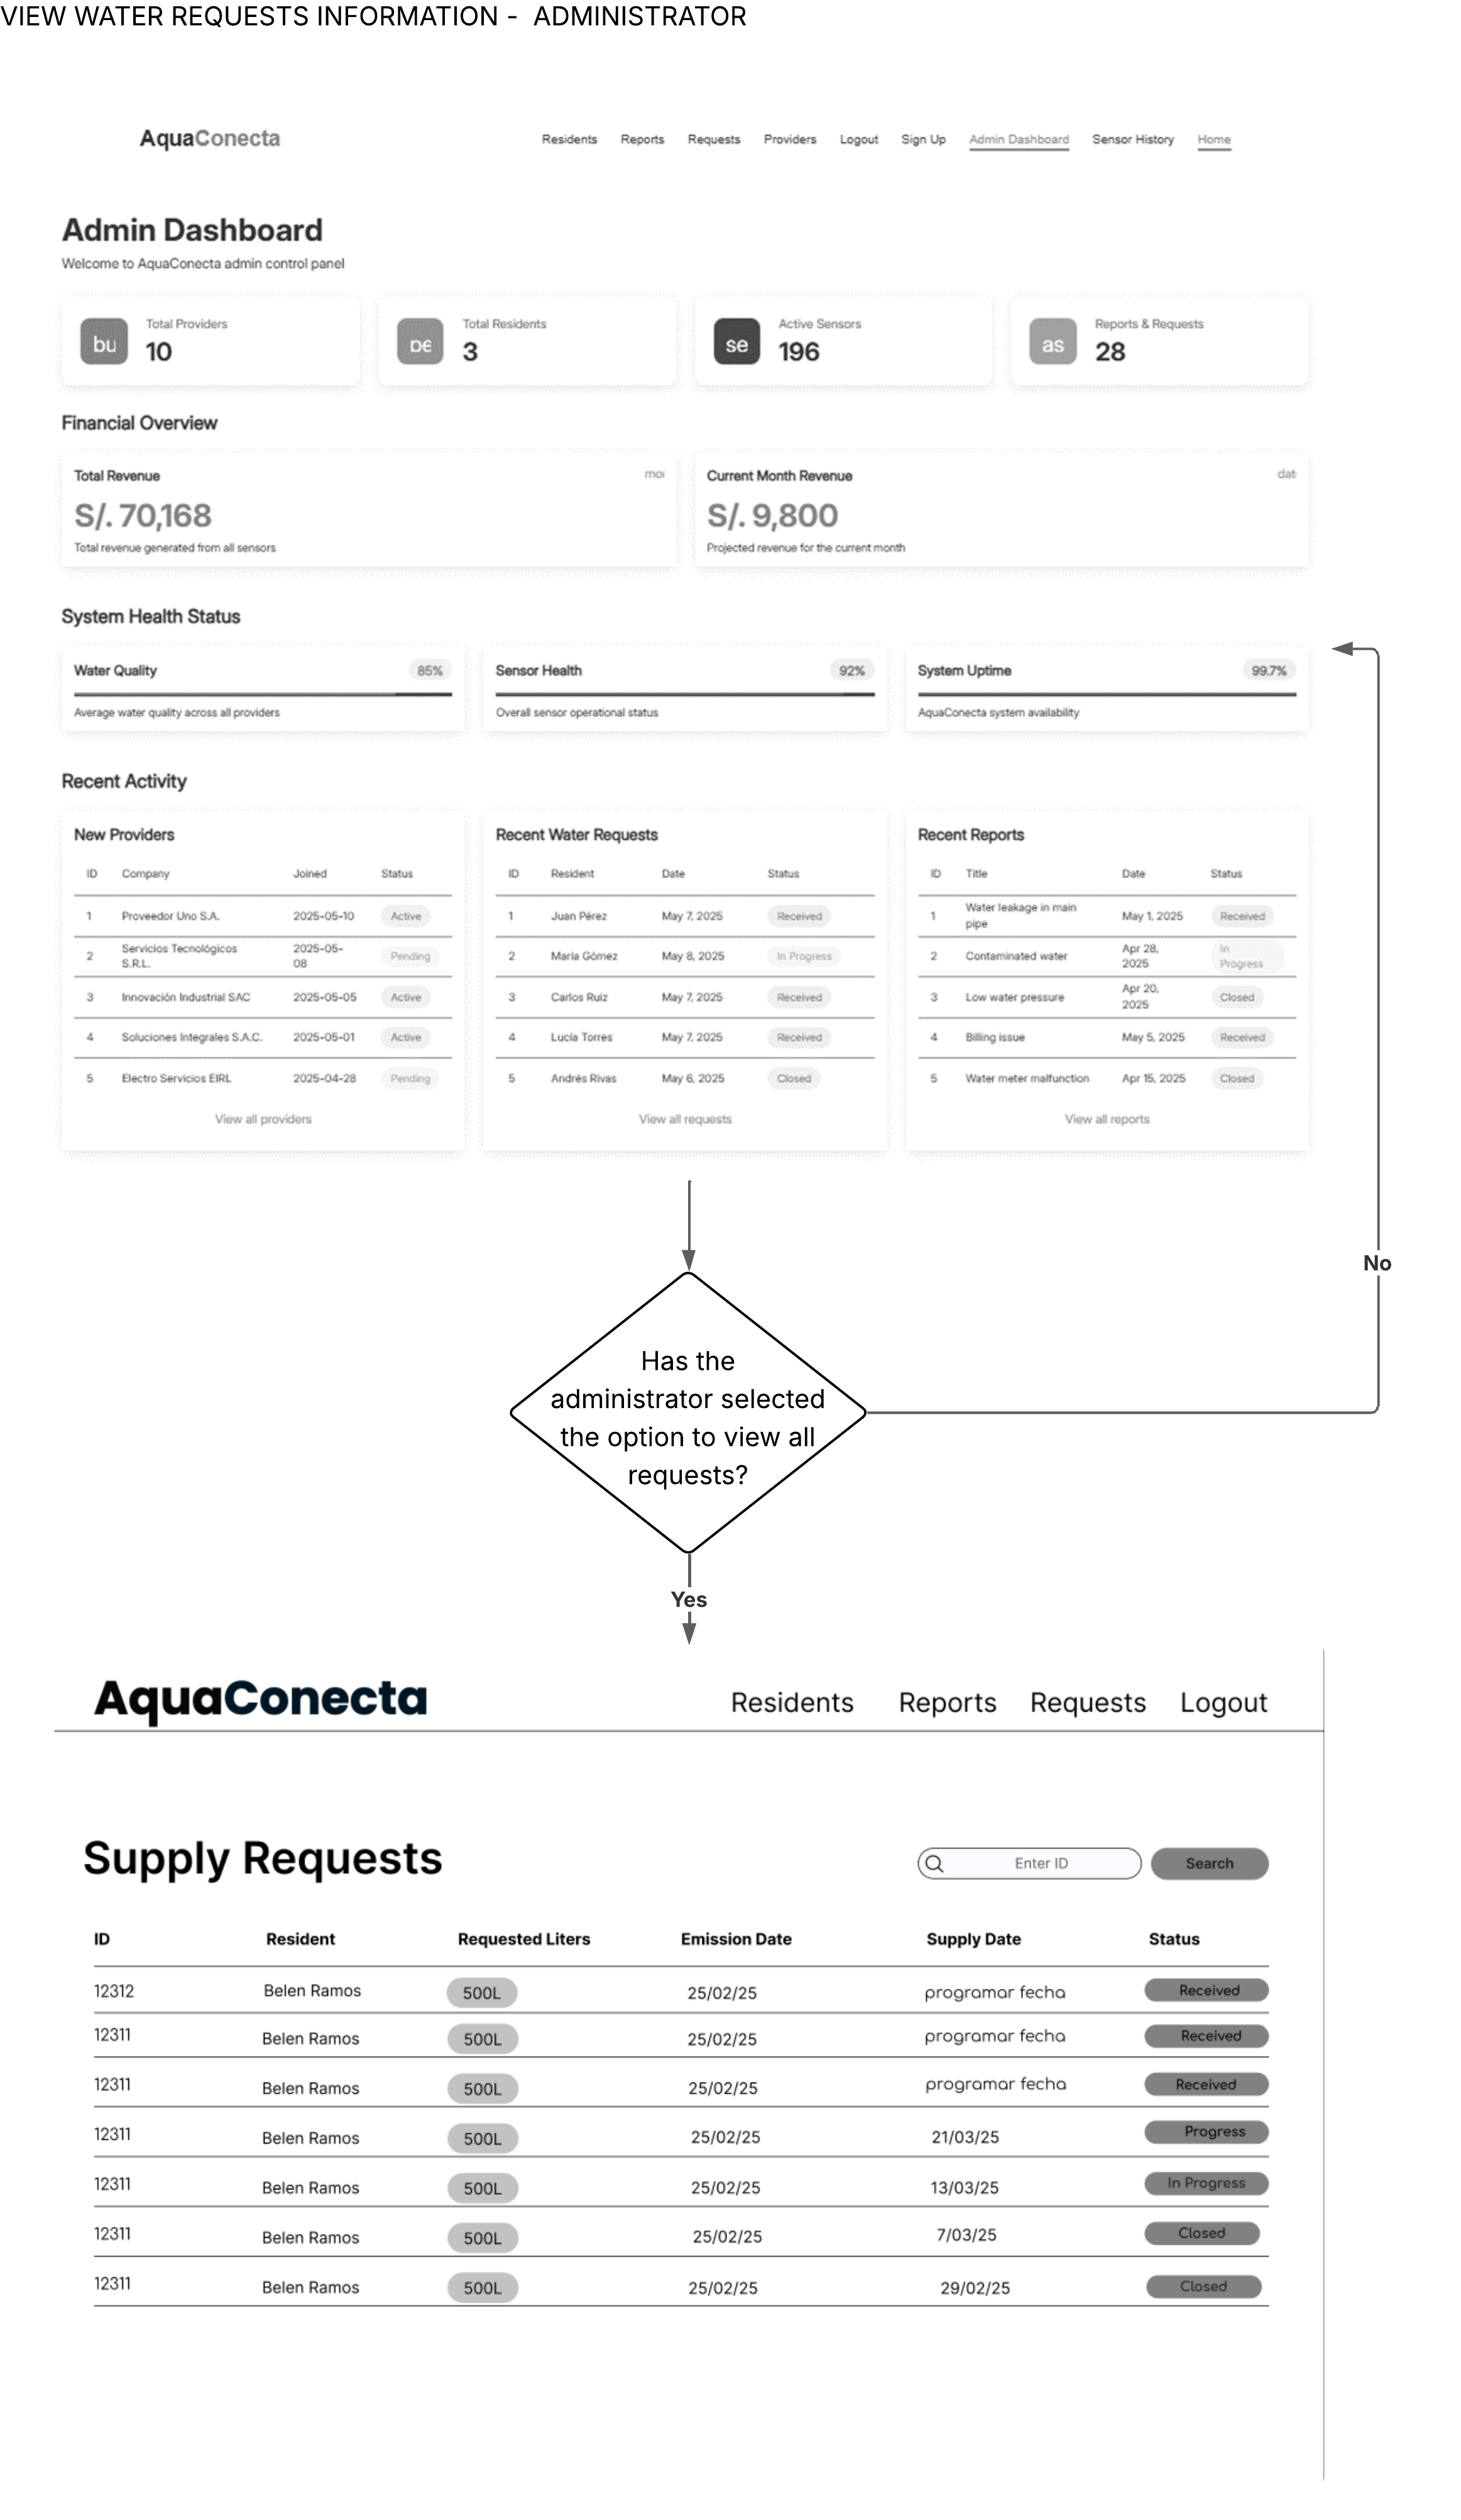 VIEW WATER REQUESTS INFORMATION - ADMINISTRATOR
AquaConecta
Residents Reports Requests Providers Logout Sign Up Admin Dashboard Sensor History Home
Admin Dashboard
Welcome to AquaConecta admin control panel
bu Total Providers 10
pe Total Residents 3
se Active Sensors 196
as Reports & Requests 28
Financial Overview
Total Revenue moi
S/. 70,168
Total revenue generated from all sensors
Current Month Revenue dat
S/. 9,800
Projected revenue for the current month
System Health Status
Water Quality 85%
Average water quality across all providers
Sensor Health 92%
Overall sensor operational status
System Uptime 99.7%
AquaConecta system availability
Recent Activity
New Providers
ID Company Joined Status
1 Proveedor Uno S.A. 2025-05-10 Active
2 Servicios Tecnológicos S.R.L. 2025-05-08 Pending
3 Innovación Industrial SAC 2025-05-05 Active
4 Soluciones Integrales S.A.C. 2025-05-01 Active
5 Electro Servicios EIRL 2025-04-28 Pending
View all providers
Recent Water Requests
ID Resident Date Status
1 Juan Pérez May 7, 2025 Received
2 María Gómez May 8, 2025 In Progress
3 Carlos Ruiz May 7, 2025 Received
4 Lucía Torres May 7, 2025 Received
5 Andrés Rivas May 6, 2025 Closed
View all requests
Recent Reports
ID Title Date Status
1 Water leakage in main pipe May 1, 2025 Received
2 Contaminated water Apr 28, 2025 In Progress
3 Low water pressure Apr 20, 2025 Closed
4 Billing issue May 5, 2025 Received
5 Water meter malfunction Apr 15, 2025 Closed
View all reports
No
Has the
administrator selected
the option to view all
requests?
Yes
AquaConecta
Residents Reports Requests Logout
Supply Requests
Enter ID Search
ID Resident Requested Liters Emission Date Supply Date Status
12312 Belen Ramos 500L 25/02/25 programar fecha Received
12311 Belen Ramos 500L 25/02/25 programar fecha Received
12311 Belen Ramos 500L 25/02/25 programar fecha Received
12311 Belen Ramos 500L 25/02/25 21/03/25 Progress
12311 Belen Ramos 500L 25/02/25 13/03/25 In Progress
12311 Belen Ramos 500L 25/02/25 7/03/25 Closed
12311 Belen Ramos 500L 25/02/25 29/02/25 Closed